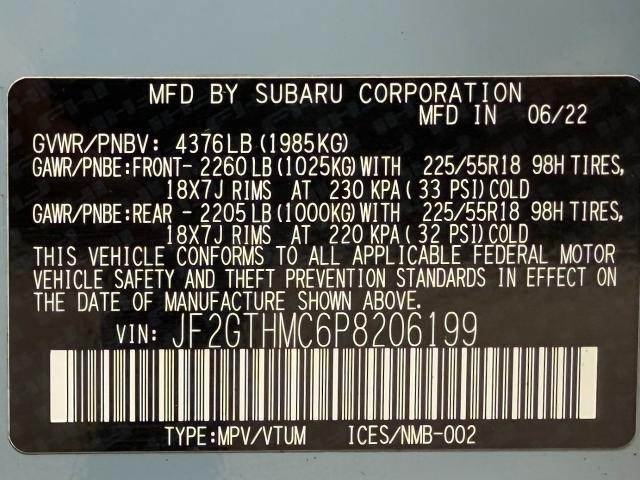 MFD BY SUBARU CORPORATION
MFD IN 06/22
GVWR/PNBV: 4376LB(1985KG)
GAWR/PNBE:FRONT- 2260LB(1025KG)WITH 225/55R18 98H TIRES,
18X7J RIMS AT 230 KPA( 33 PSI)COLD
GAWR/PNBE:REAR - 2205LB(1000KG)WITH 225/55R18 98H TIRES,
18X7J RIMS AT 220 KPA( 32 PSI)COLD
THIS VEHICLE CONFORMS TO ALL APPLICABLE FEDERAL MOTOR
VEHICLE SAFETY AND THEFT PREVENTION STANDARDS IN EFFECT ON
THE DATE OF MANUFACTURE SHOWN ABOVE.
VIN: JF2GTHMC6P8206199
TYPE:MPV/VTUM ICES/NMB-002